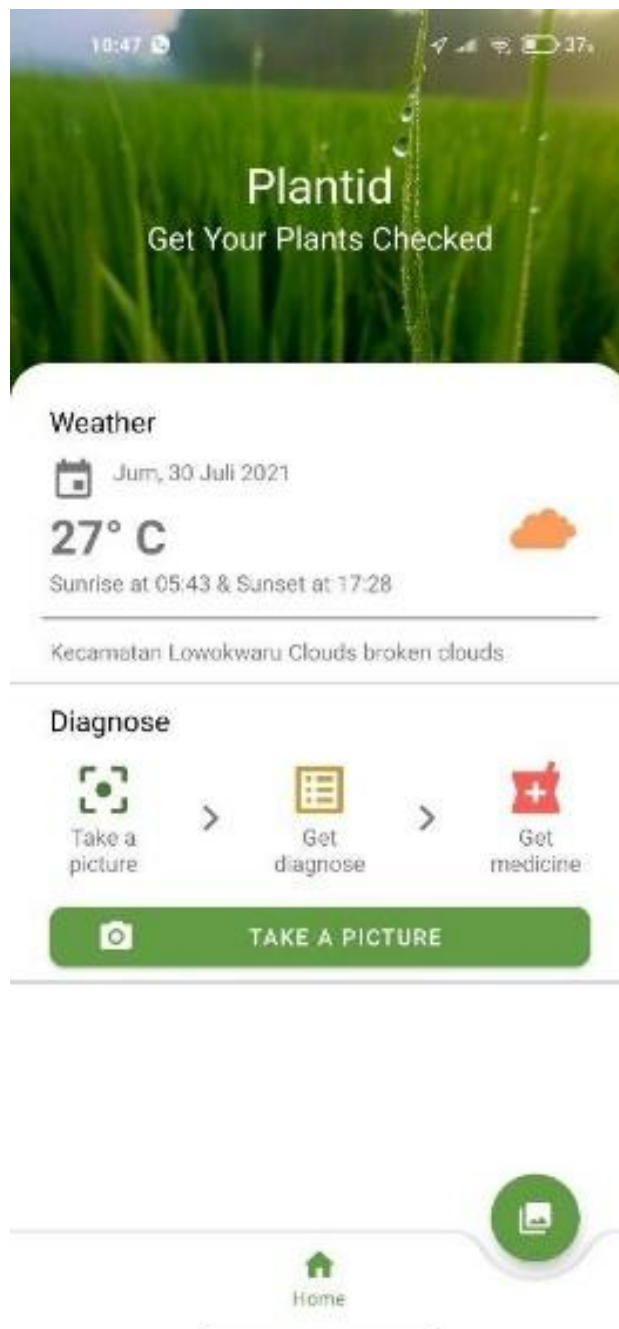 10:47
37%
Plantid
Get Your Plants Checked
Weather
Jum, 30 Juli 2021
27° C
Sunrise at 05:43 & Sunset at 17:28
Kecamatan Lowokwaru Clouds broken clouds
Diagnose
Take a picture
Get diagnose
Get medicine
TAKE A PICTURE
Home